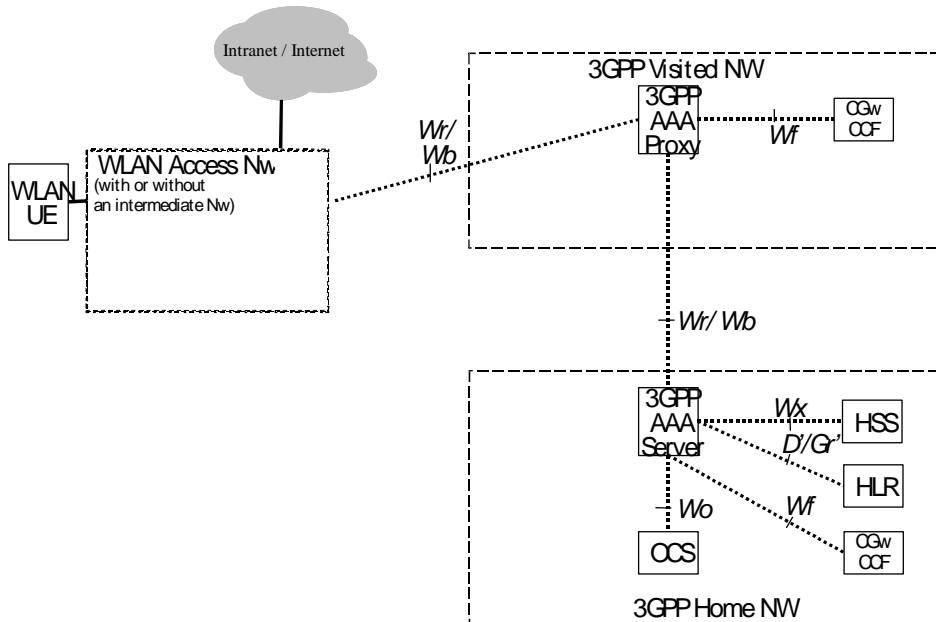 Intranet / Internet
3GPP Visited NW
3GPP
AAA
Proxy
Wf
CGw
CCF
Wr/
Wb
WLAN Access Nw
(with or without
an intermediate Nw)
WLAN
UE
Wr/ Wb
3GPP
AAA
Server
Wx
HSS
D'/Gr'
HLR
Wf
CGw
CCF
Wo
OCS
3GPP Home NW